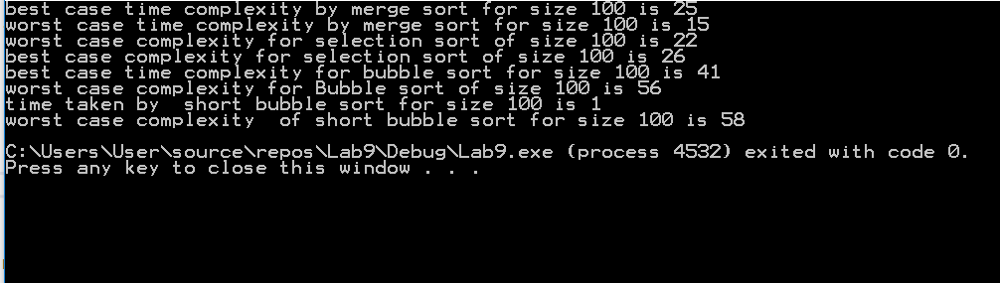 best case time complexity by merge sort for size 100 is 25
worst case time complexity by merge sort for size 100 is 15
worst case complexity for selection sort of size 100 is 22
best case complexity for selection sort of size 100 is 26
best case time complexity for bubble sort for size 100 is 41
worst case complexity for Bubble sort of size 100 is 56
time taken by  short bubble sort for size 100 is 1
worst case complexity  of short bubble sort for size 100 is 58
C:\Users\User\source\repos\Lab9\Debug\Lab9.exe (process 4532) exited with code 0.
Press any key to close this window . . .